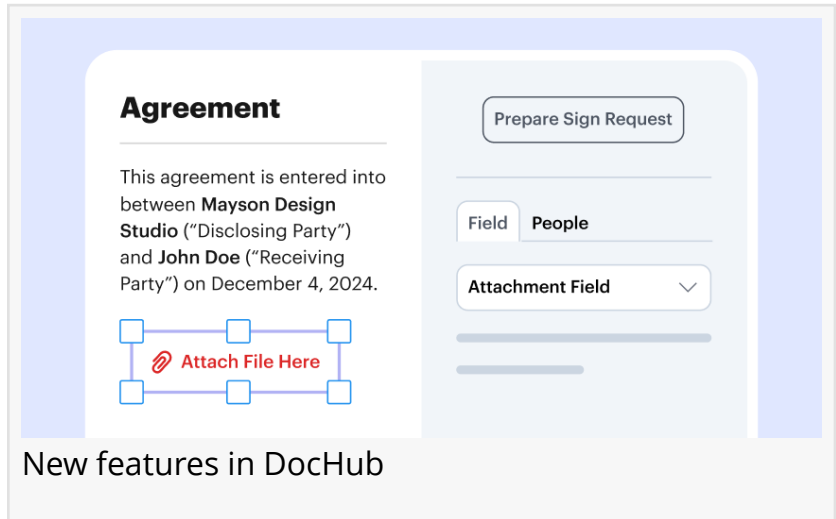 Agreement
This agreement is entered into
between Mayson Design
Studio (“Disclosing Party”)
and John Doe (“Receiving
Party”) on December 4, 2024.
Attach File Here
Prepare Sign Request
Field People
Attachment Field
New features in DocHub